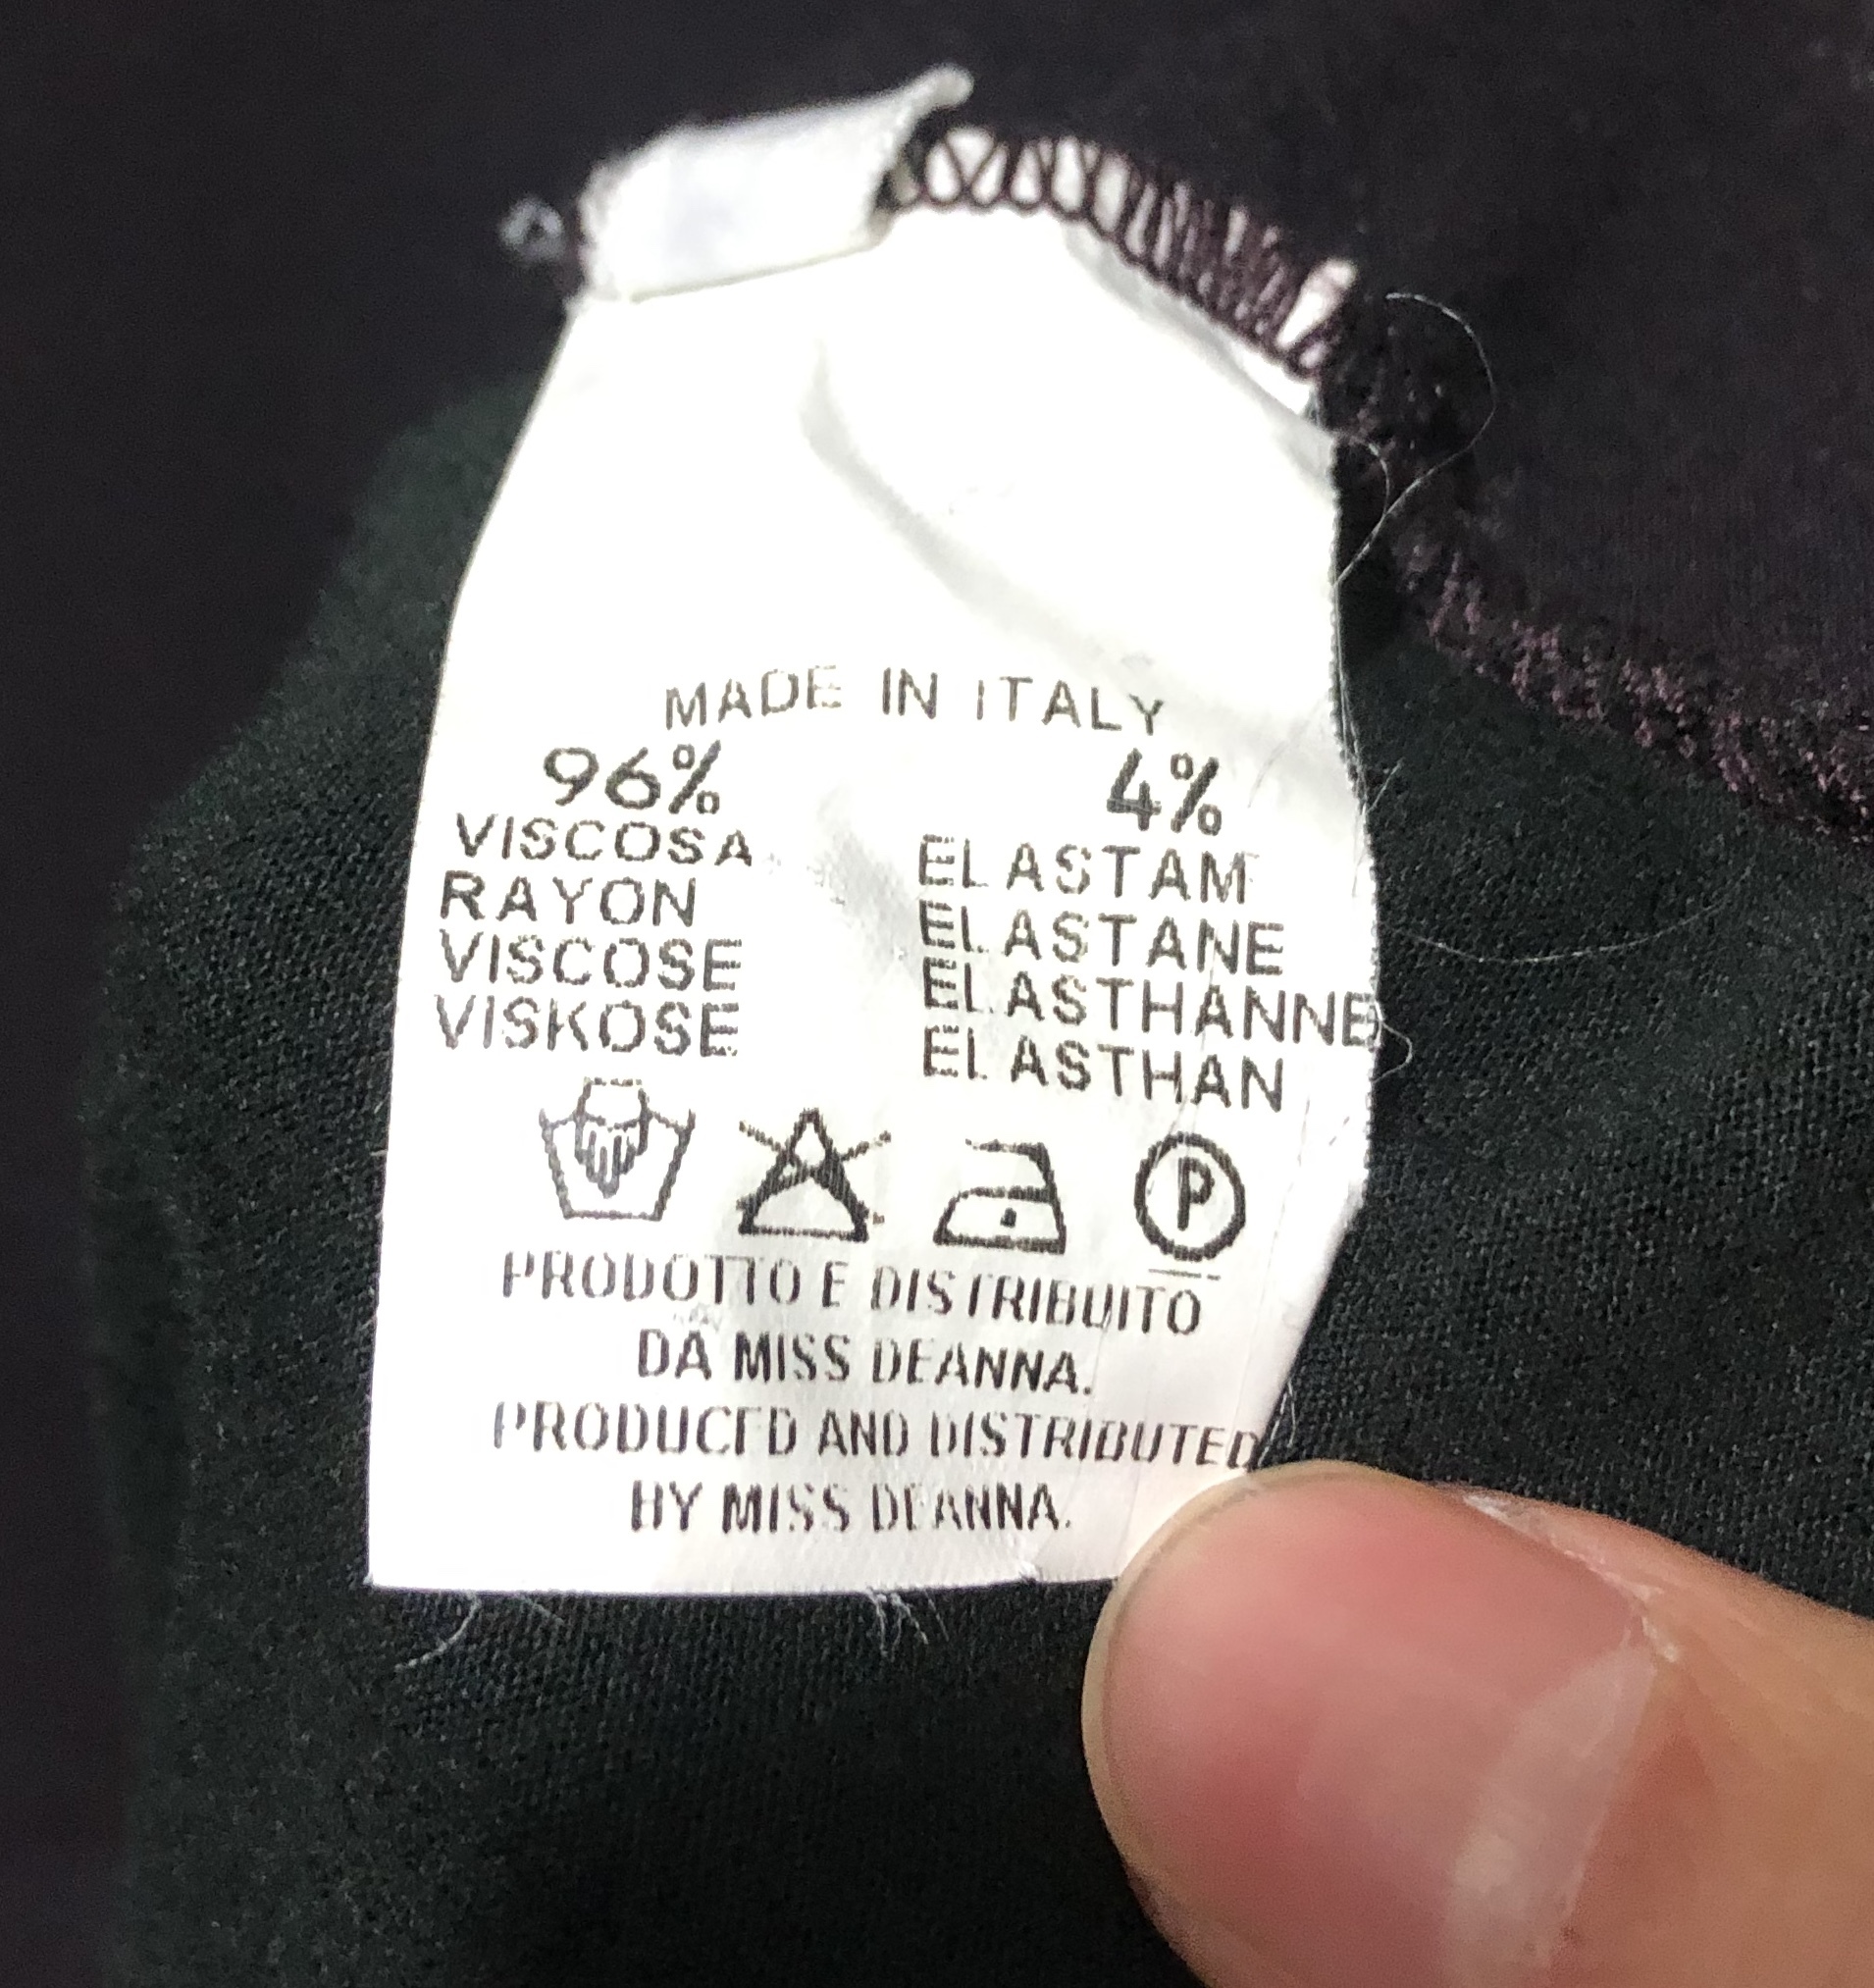 MADE IN ITALY
96% 4%
VISCOSA ELASTAM
RAYON ELASTANE
VISCOSE ELASTHANNE
VISKOSE ELASTHAN
P
PRODOTTO E DISTRIBUITO
DA MISS DEANNA.
PRODUCED AND DISTRIBUTED
BY MISS DEANNA.